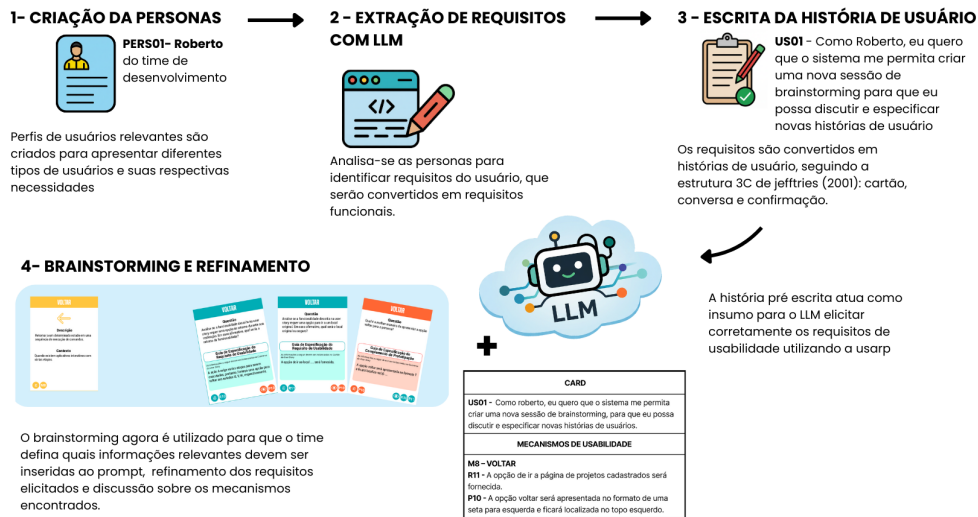 1- CRIAÇÃO DA PERSONAS
PERS01- Roberto
do time de
desenvolvimento
Perfis de usuários relevantes são
criados para apresentar diferentes
tipos de usuários e suas respectivas
necessidades
2 - EXTRAÇÃO DE REQUISITOS
COM LLM
</>
Analisa-se as personas para
identificar requisitos do usuário, que
serão convertidos em requisitos
funcionais.
3 - ESCRITA DA HISTÓRIA DE USUÁRIO
US01 - Como Roberto, eu quero
que o sistema me permita criar
uma nova sessão de
brainstorming para que eu
possa discutir e especificar
novas histórias de usuário
Os requisitos são convertidos em
histórias de usuário, seguindo a
estrutura 3C de jefftries (2001): cartão,
conversa e confirmação.
LLM
A história pré escrita atua como
insumo para o LLM elicitar
corretamente os requisitos de
usabilidade utilizando a usarp
4- BRAINSTORMING E REFINAMENTO
VOLTAR
Descrição
Contexto
VOLTAR
Questão
VOLTAR
Questão
VOLTAR
Questão
+
O brainstorming agora é utilizado para que o time
defina quais informações relevantes devem ser
inseridas ao prompt, refinamento dos requisitos
elicitados e discussão sobre os mecanismos
encontrados.
CARD
US01 - Como roberto, eu quero que o sistema me permita
criar uma nova sessão de brainstorming, para que eu possa
discutir e especificar novas histórias de usuários.
MECANISMOS DE USABILIDADE
M8 – VOLTAR
R11 - A opção de ir a página de projetos cadastrados será
fornecida.
P10 - A opção voltar será apresentada no formato de uma
seta para esquerda e ficará localizada no topo esquerdo.